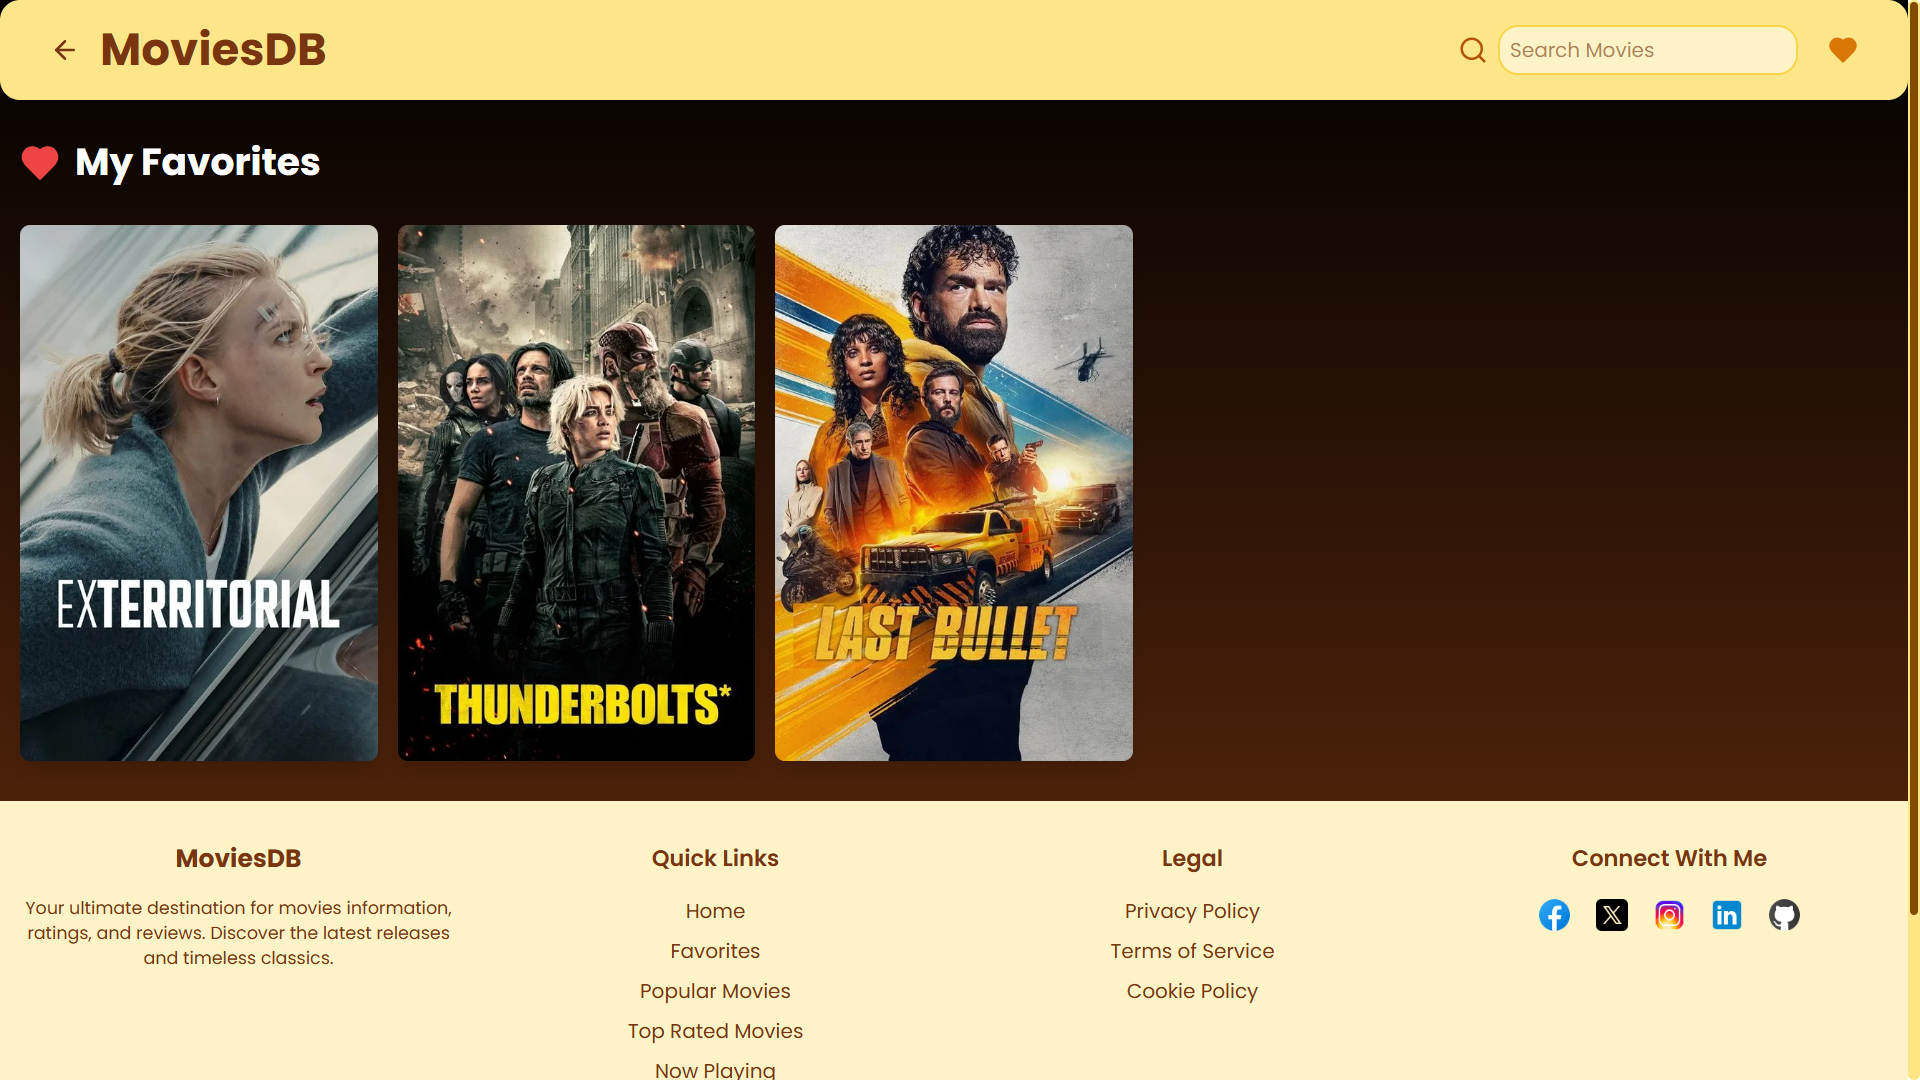 MoviesDB
Search Movies
My Favorites
EXTERRITORIAL
THUNDERBOLTS*
LAST BULLET
MoviesDB
Your ultimate destination for movies information,
ratings, and reviews. Discover the latest releases
and timeless classics.
Quick Links
Home
Favorites
Popular Movies
Top Rated Movies
Now Playing
Legal
Privacy Policy
Terms of Service
Cookie Policy
Connect With Me